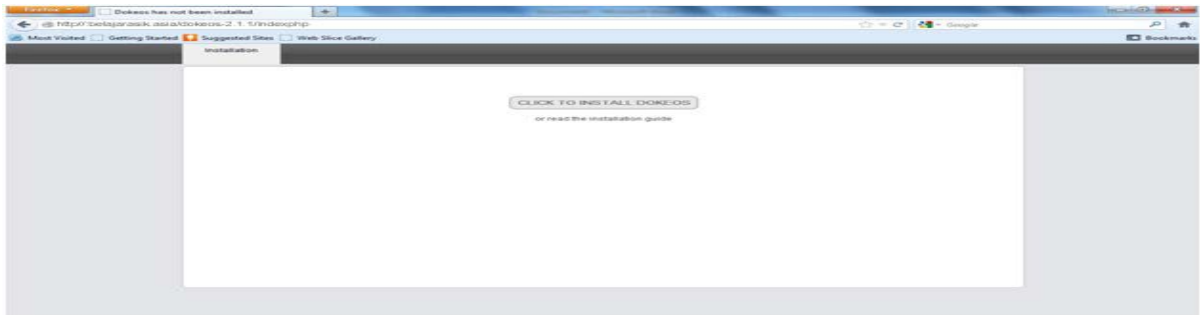 Firefox
Dokeos has not been installed
http://belajarasik.asia/dokeos-2.1.1/index.php
Google
Most Visited
Getting Started
Suggested Sites
Web Slice Gallery
Bookmarks
Installation
CLICK TO INSTALL DOKEOS
or read the installation guide